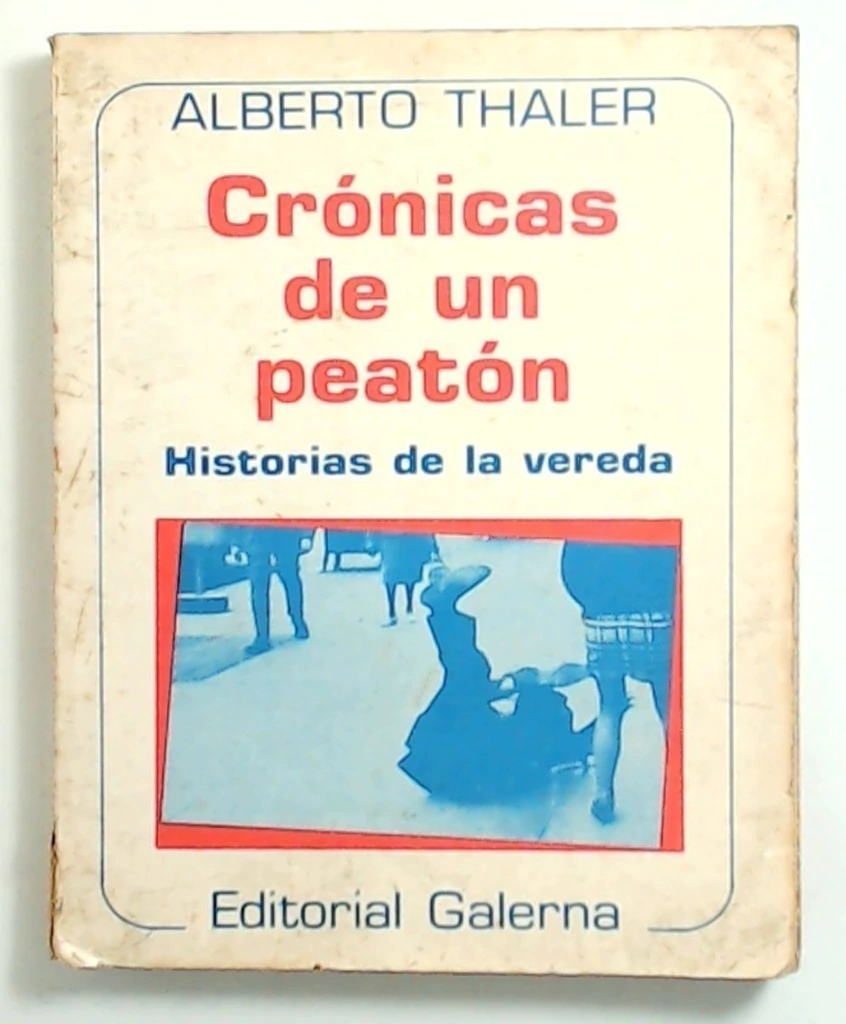 ALBERTO THALER
Crónicas
de un
peatón
Historias de la vereda
Editorial Galerna